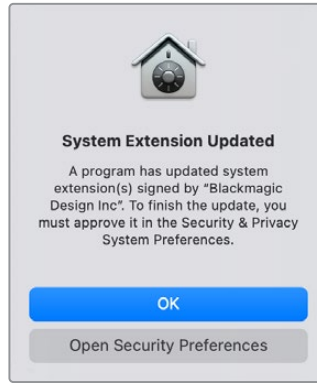 System Extension Updated
A program has updated system
extension(s) signed by "Blackmagic
Design Inc". To finish the update, you
must approve it in the Security & Privacy
System Preferences.
OK
Open Security Preferences